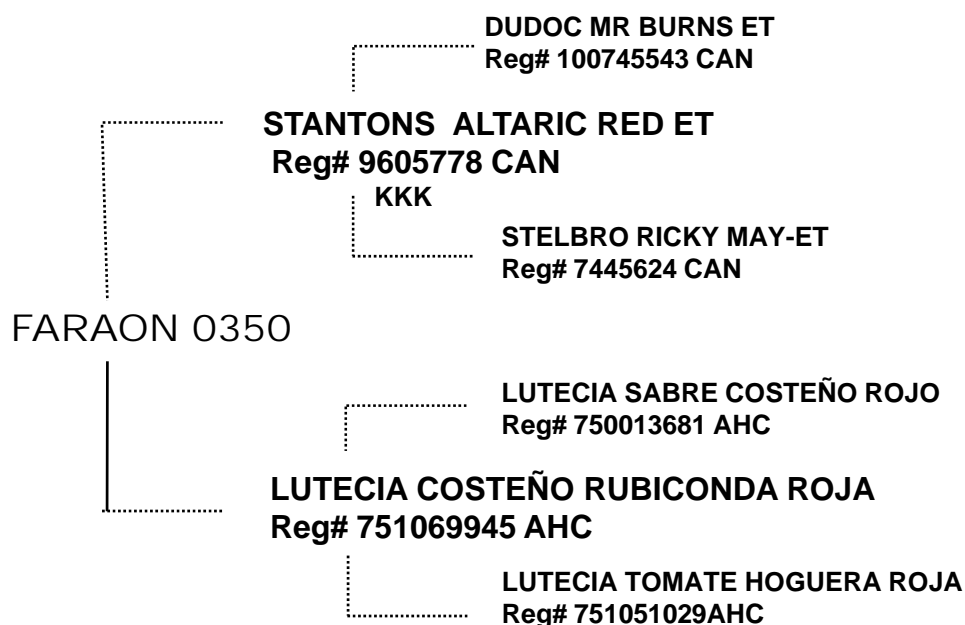 DUDOC MR BURNS ET
Reg# 100745543 CAN
STANTONS ALTARIC RED ET
Reg# 9605778 CAN
KKK
STELBRO RICKY MAY-ET
Reg# 7445624 CAN
FARAON 0350
LUTECIA SABRE COSTEÑO ROJO
Reg# 750013681 AHC
LUTECIA COSTEÑO RUBICONDA ROJA
Reg# 751069945 AHC
LUTECIA TOMATE HOGUERA ROJA
Reg# 751051029AHC